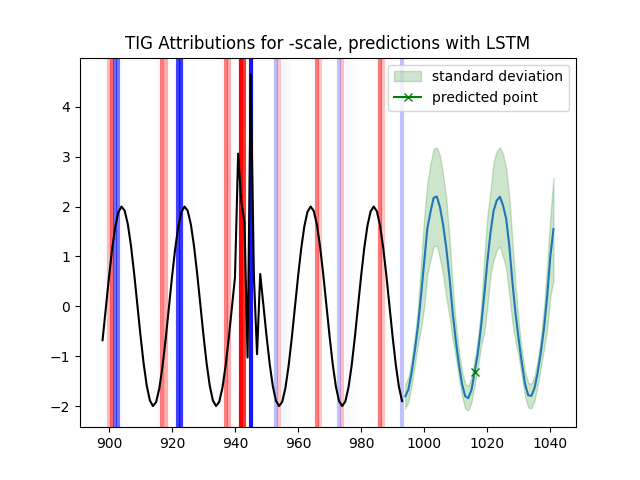 TIG Attributions for -scale, predictions with LSTM
standard deviation
predicted point
4
3
2
1
0
−1
−2
900 920 940 960 980 1000 1020 1040